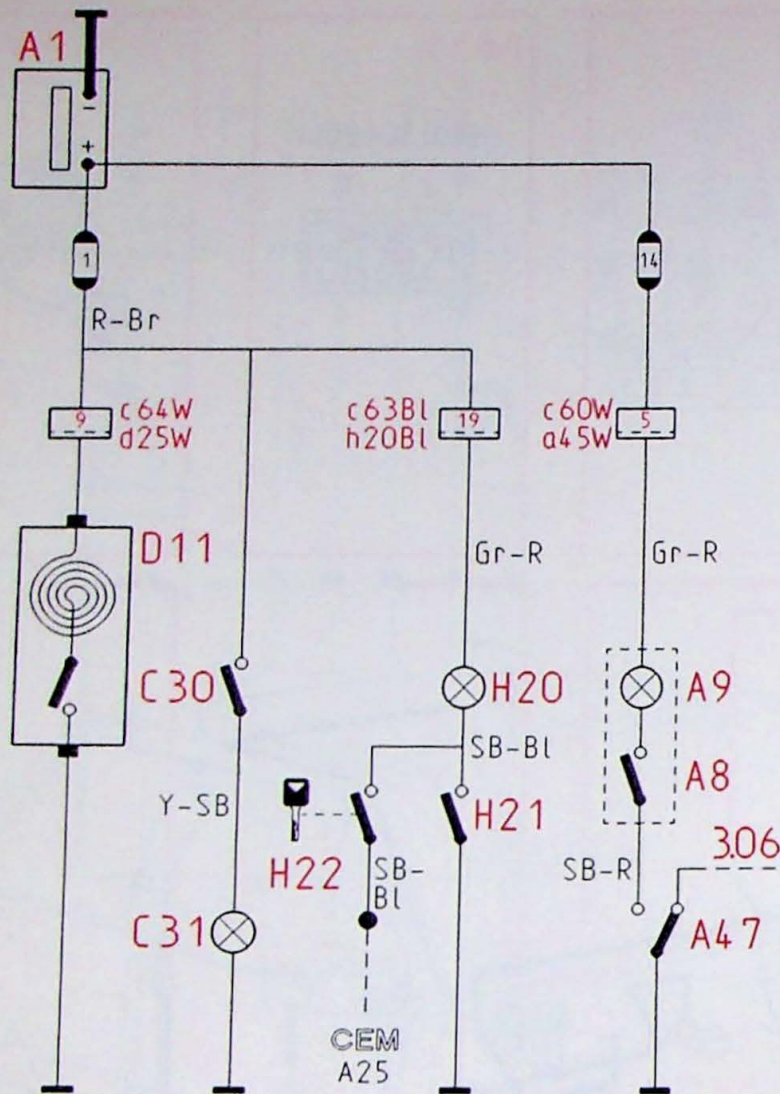 A1
−
+
1
14
R-Br
9
c64W
d25W
c63Bl
h20Bl
19
c60W
a45W
5
D11
Gr-R
Gr-R
C30
H20
A9
SB-Bl
A8
Y-SB
H21
H22
SB-
Bl
SB-R
3.06
C31
A47
CEM
A25